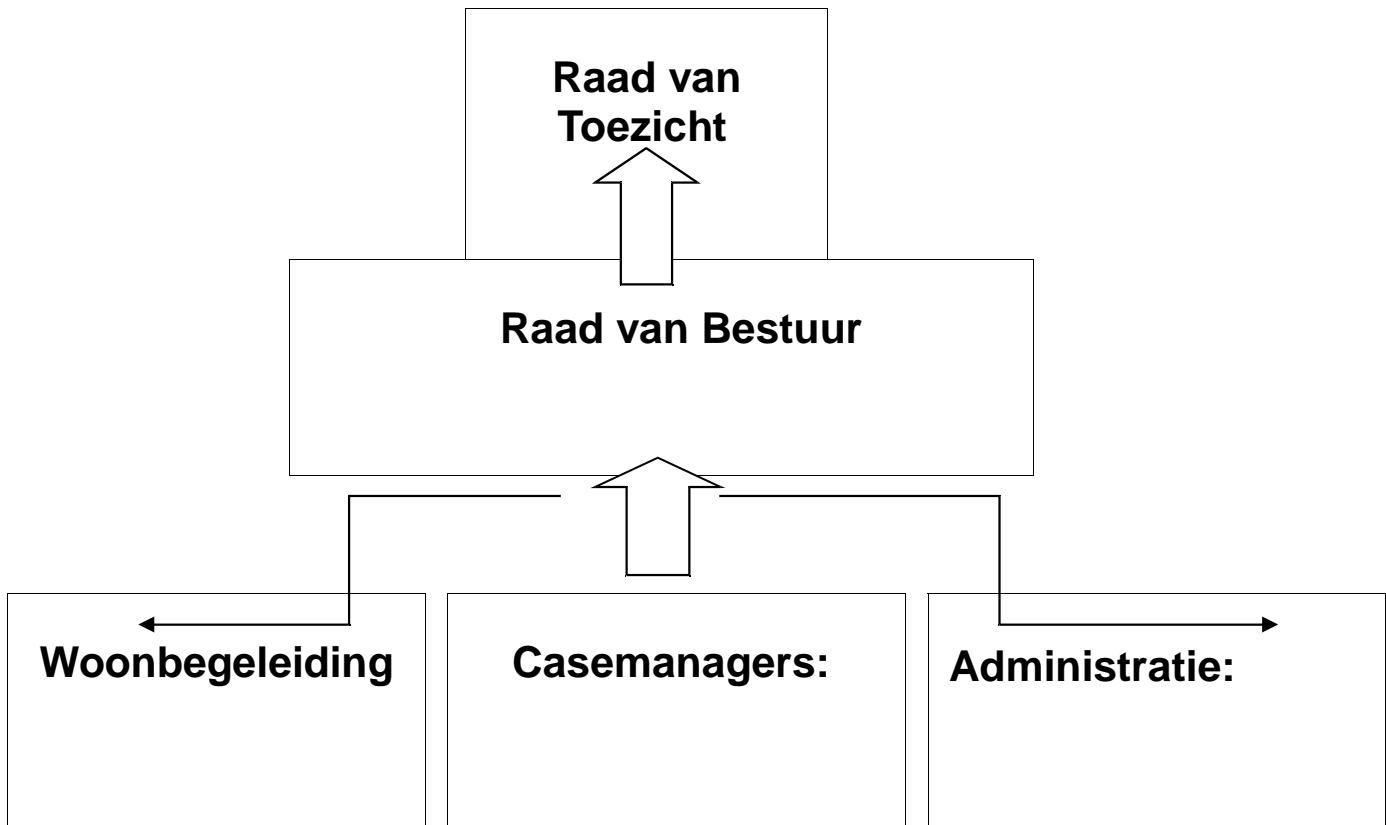 Raad van
Toezicht
Raad van Bestuur
Woonbegeleiding
Casemanagers:
Administratie: